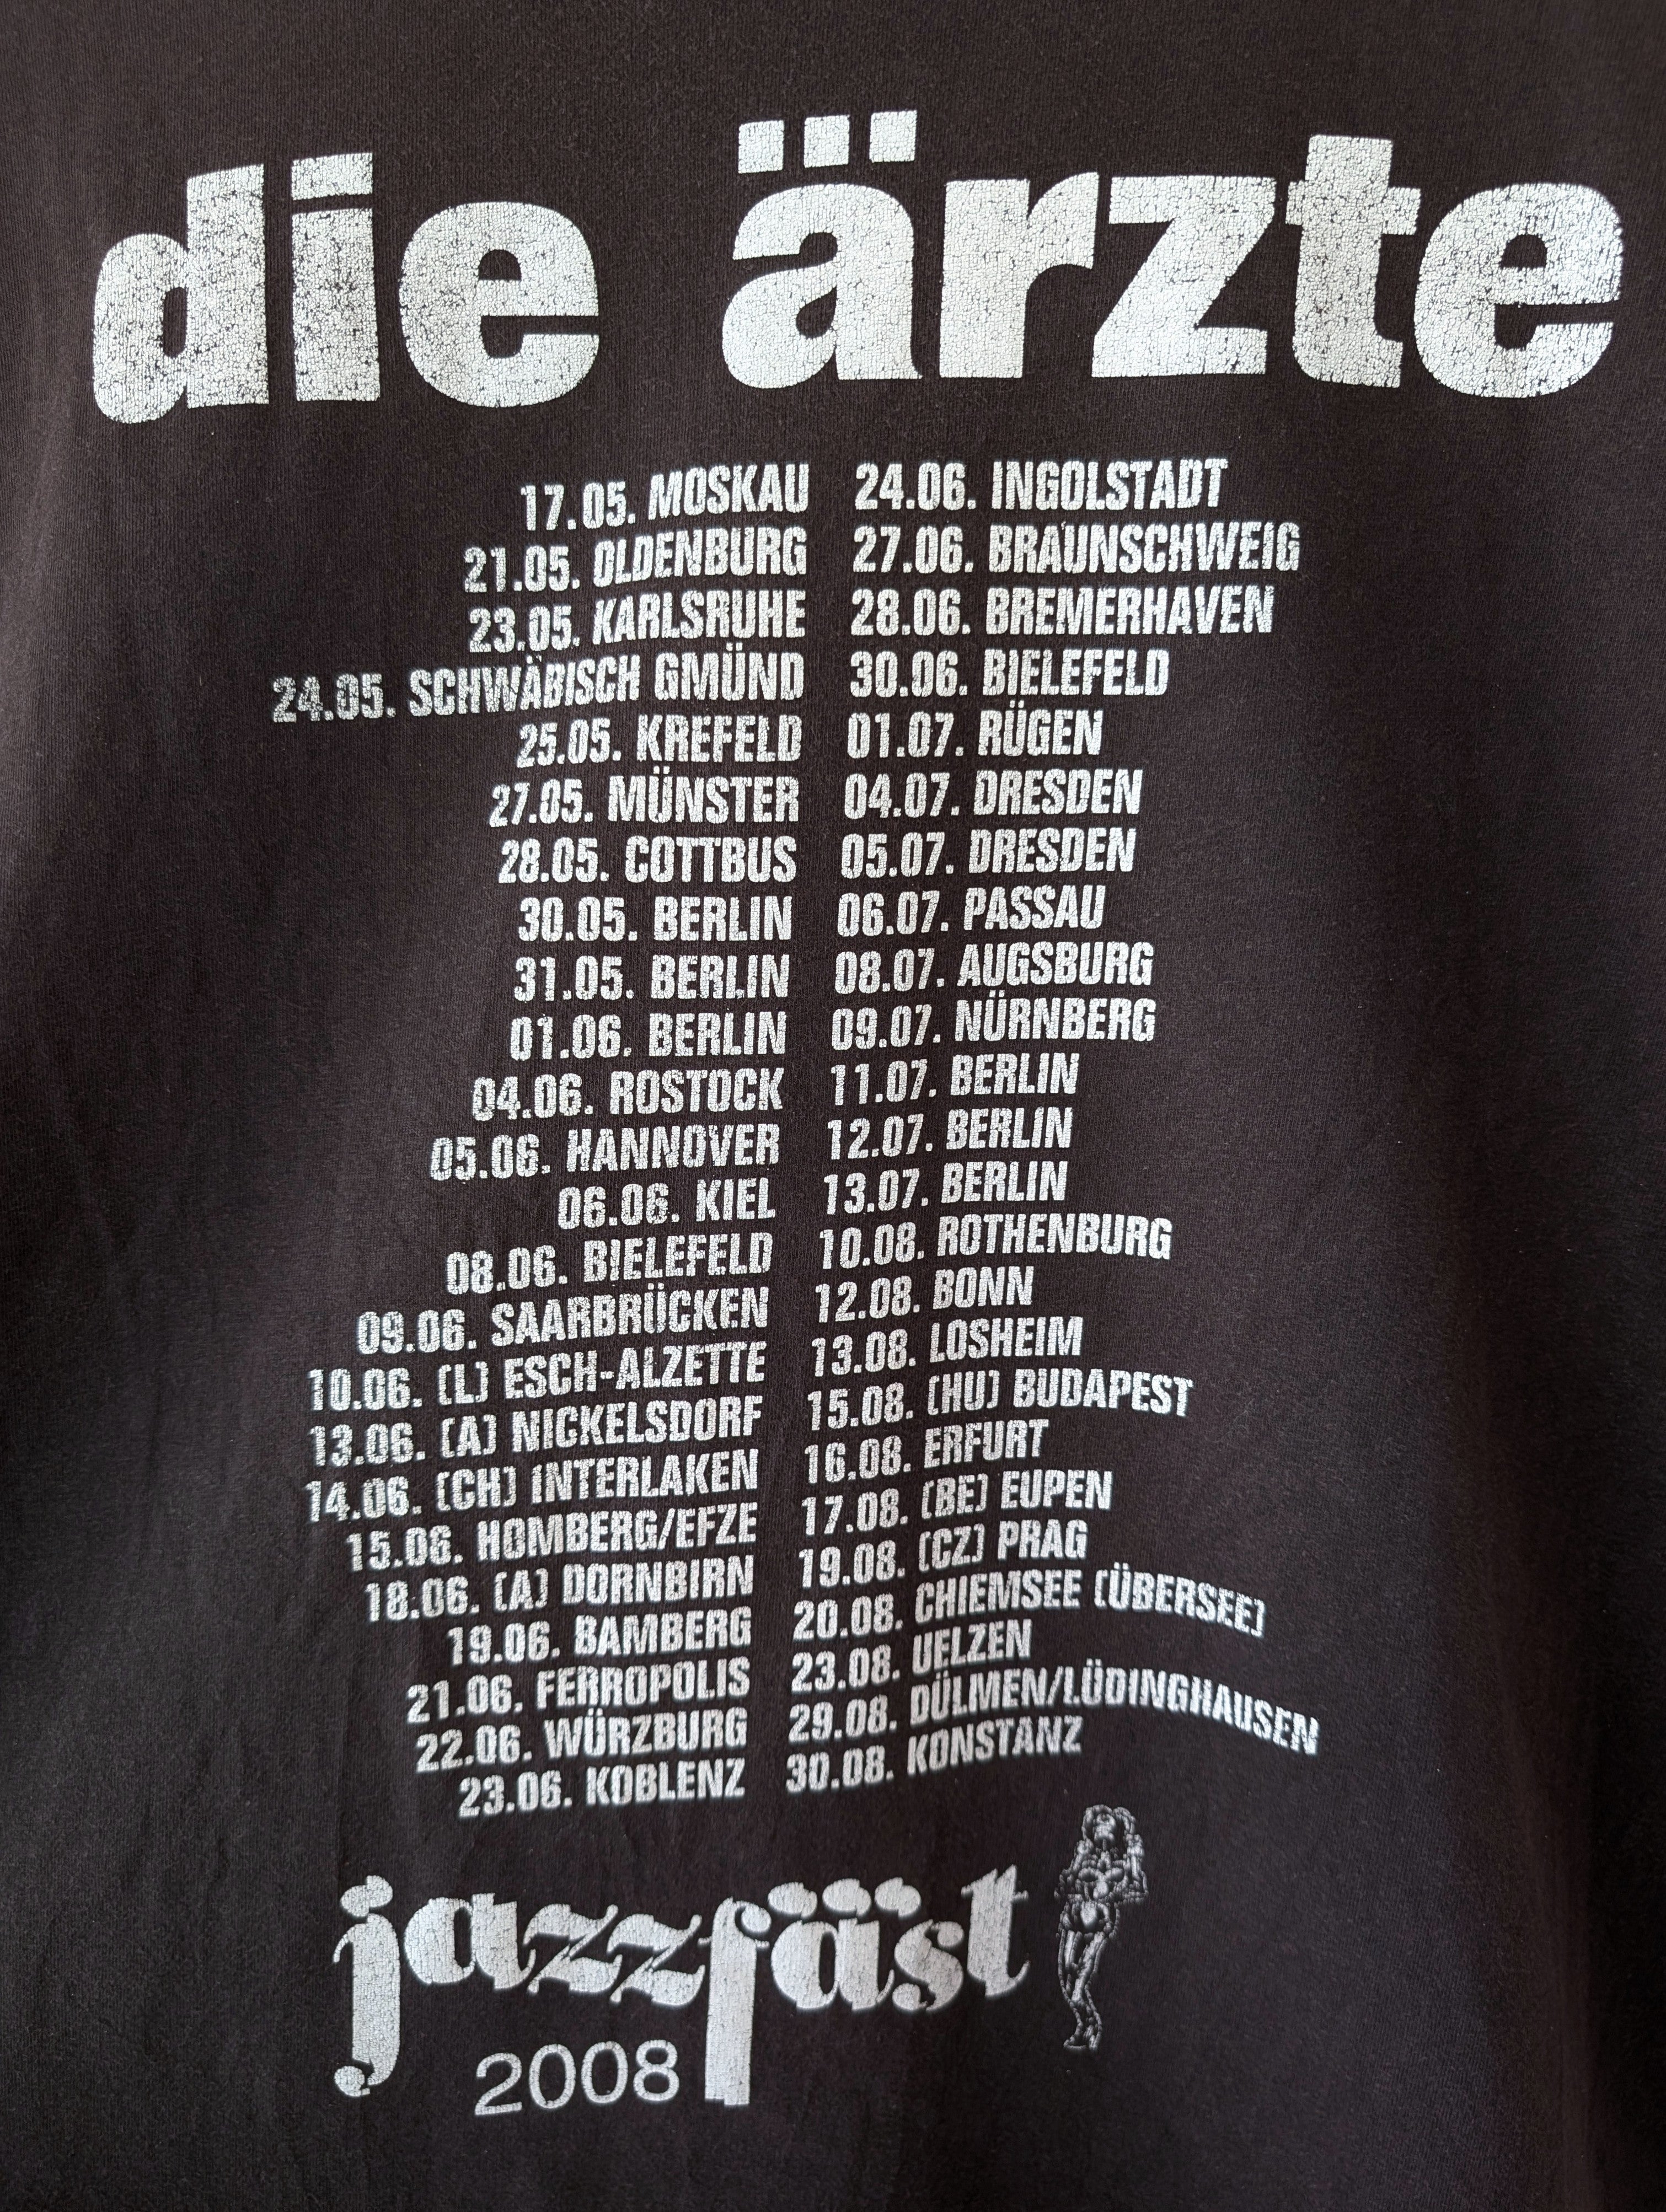 die ärzte
17.05. MOSKAU
21.05. OLDENBURG
23.05. KARLSRUHE
24.05. SCHWÄBISCH GMÜND
25.05. KREFELD
27.05. MÜNSTER
28.05. COTTBUS
30.05. BERLIN
31.05. BERLIN
01.06. BERLIN
04.06. ROSTOCK
05.06. HANNOVER
06.06. KIEL
08.06. BIELEFELD
09.06. SAARBRÜCKEN
10.06. (L) ESCH-ALZETTE
13.06. (A) NICKELSDORF
14.06. (CH) INTERLAKEN
15.06. HOMBERG/EFZE
18.06. (A) DORNBIRN
19.06. BAMBERG
21.06. FERROPOLIS
22.06. WÜRZBURG
23.06. KOBLENZ
24.06. INGOLSTADT
27.06. BRAUNSCHWEIG
28.06. BREMERHAVEN
30.06. BIELEFELD
01.07. RÜGEN
04.07. DRESDEN
05.07. DRESDEN
06.07. PASSAU
08.07. AUGSBURG
09.07. NÜRNBERG
11.07. BERLIN
12.07. BERLIN
13.07. BERLIN
10.08. ROTHENBURG
12.08. BONN
13.08. LOSHEIM
15.08. (HU) BUDAPEST
16.08. ERFURT
17.08. (BE) EUPEN
19.08. (CZ) PRAG
20.08. CHIEMSEE (ÜBERSEE)
23.08. UELZEN
29.08. DÜLMEN/LÜDINGHAUSEN
30.08. KONSTANZ
jazzfäst
2008